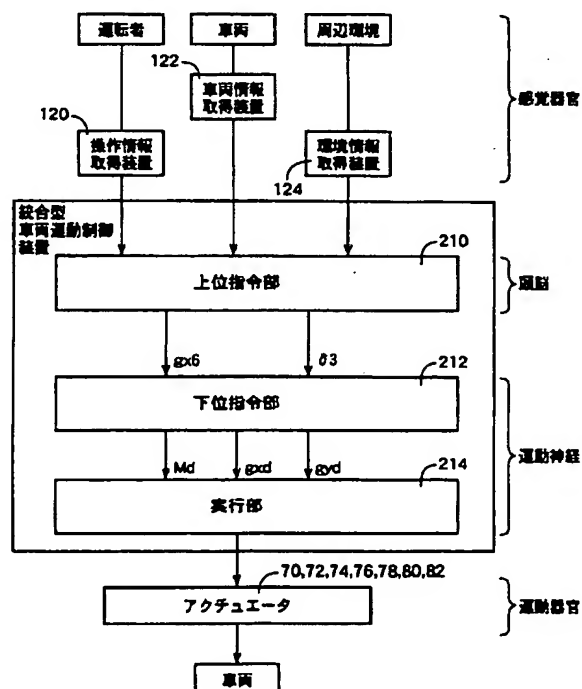 運転者
車両
周辺環境
122
車両情報
取得装置
120
操作情報
取得装置
環境情報
取得装置
124
感覚器官
統合型
車両運動制御
装置
210
上位指令部
頭脳
gx6
δ3
212
下位指令部
Md
gxd
gyd
214
実行部
運動神経
70,72,74,76,78,80,82
アクチュエータ
運動器官
車両